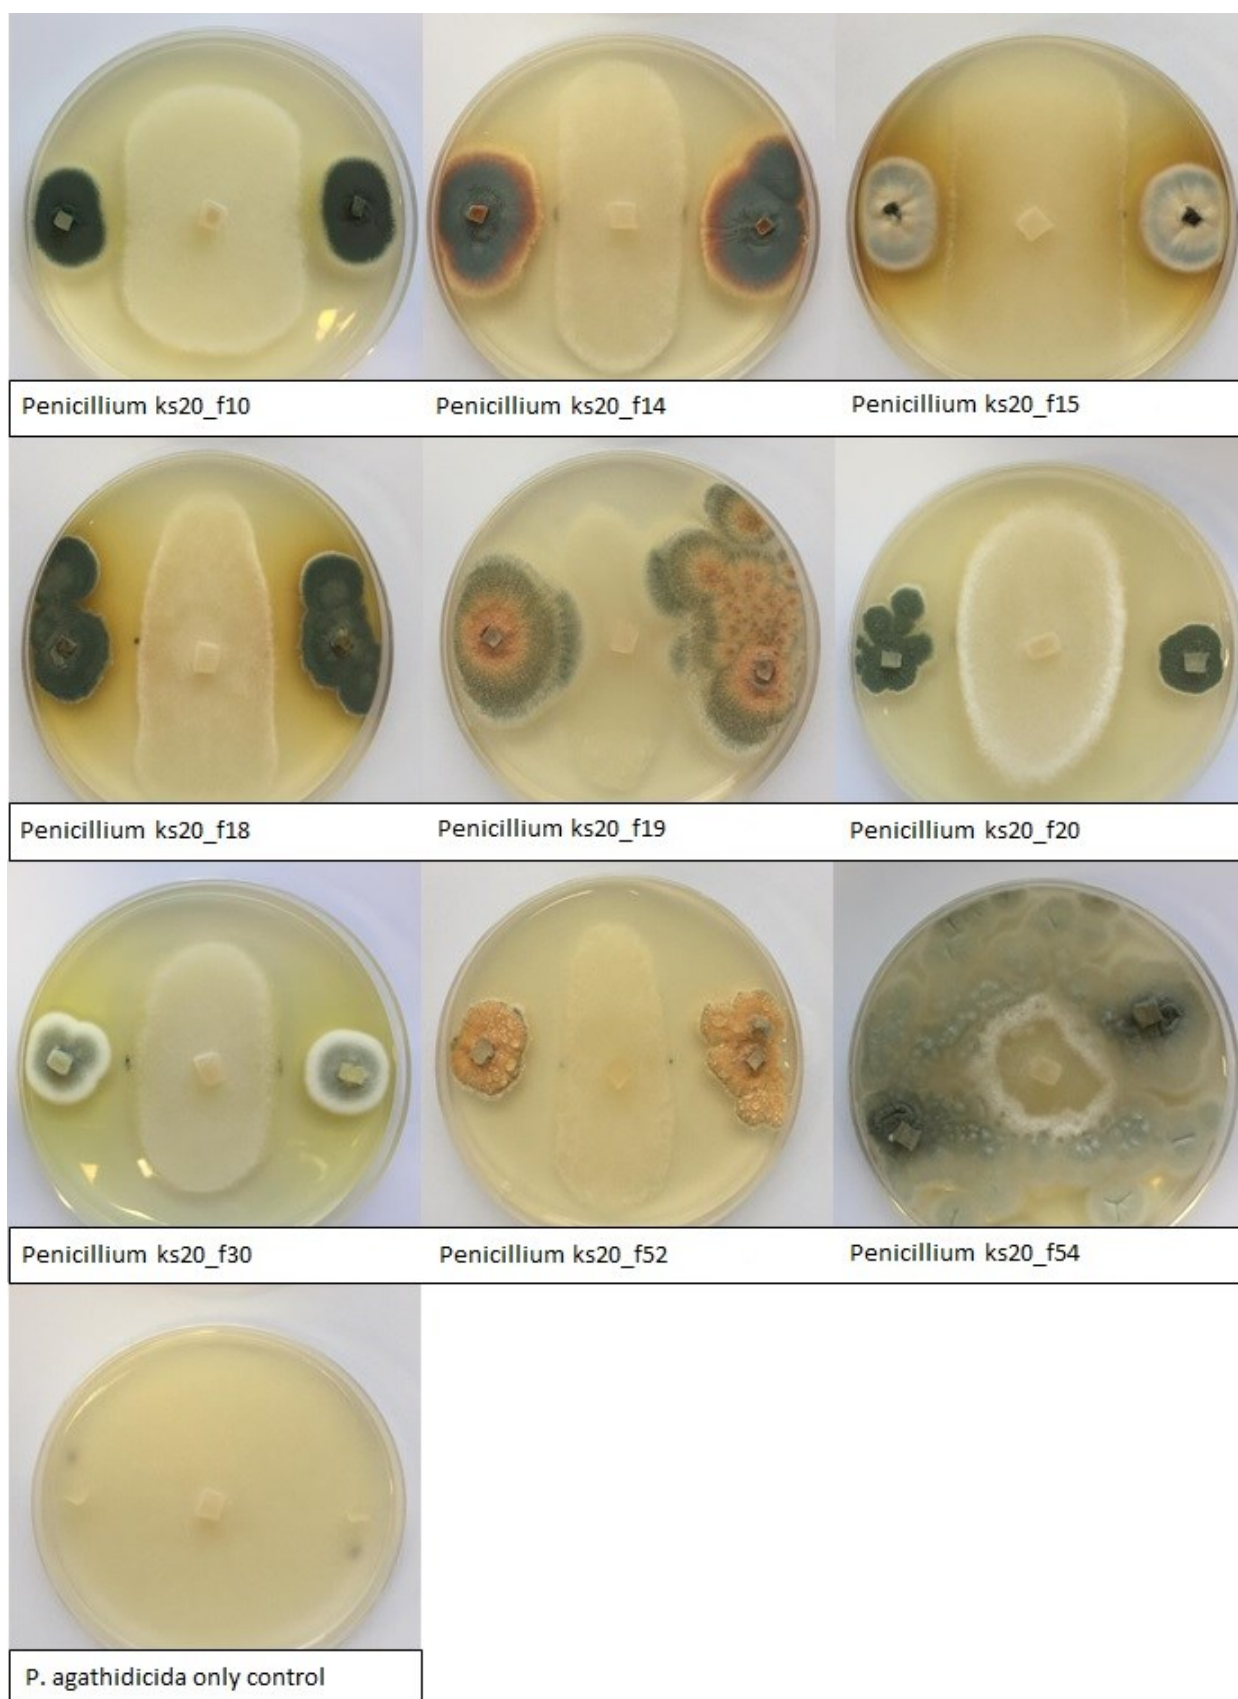 Penicillium ks20_f10
Penicillium ks20_f14
Penicillium ks20_f15
Penicillium ks20_f18
Penicillium ks20_f19
Penicillium ks20_f20
Penicillium ks20_f30
Penicillium ks20_f52
Penicillium ks20_f54
P. agathidicida only control